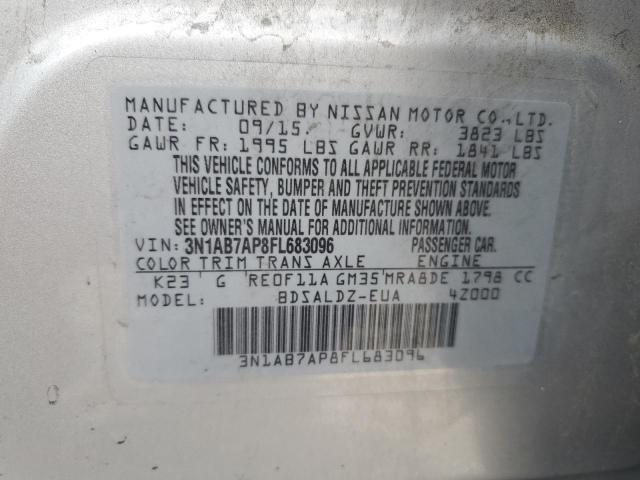 MANUFACTURED BY NISSAN MOTOR CO.,LTD.
DATE: 09/15 GVWR: 3823 LBS
GAWR FR: 1995 LBS GAWR RR: 1841 LBS
THIS VEHICLE CONFORMS TO ALL APPLICABLE FEDERAL MOTOR
VEHICLE SAFETY, BUMPER AND THEFT PREVENTION STANDARDS
IN EFFECT ON THE DATE OF MANUFACTURE SHOWN ABOVE.
SEE OWNER'S MANUAL FOR ADDITIONAL INFORMATION.
VIN: 3N1AB7AP8FL683096 PASSENGER CAR.
COLOR TRIM TRANS AXLE ENGINE
K23 G RE0F11A GM35 MRA8DE 1798 CC
MODEL: BDSALDZ-EUA 4Z000
3N1AB7AP8FL683096